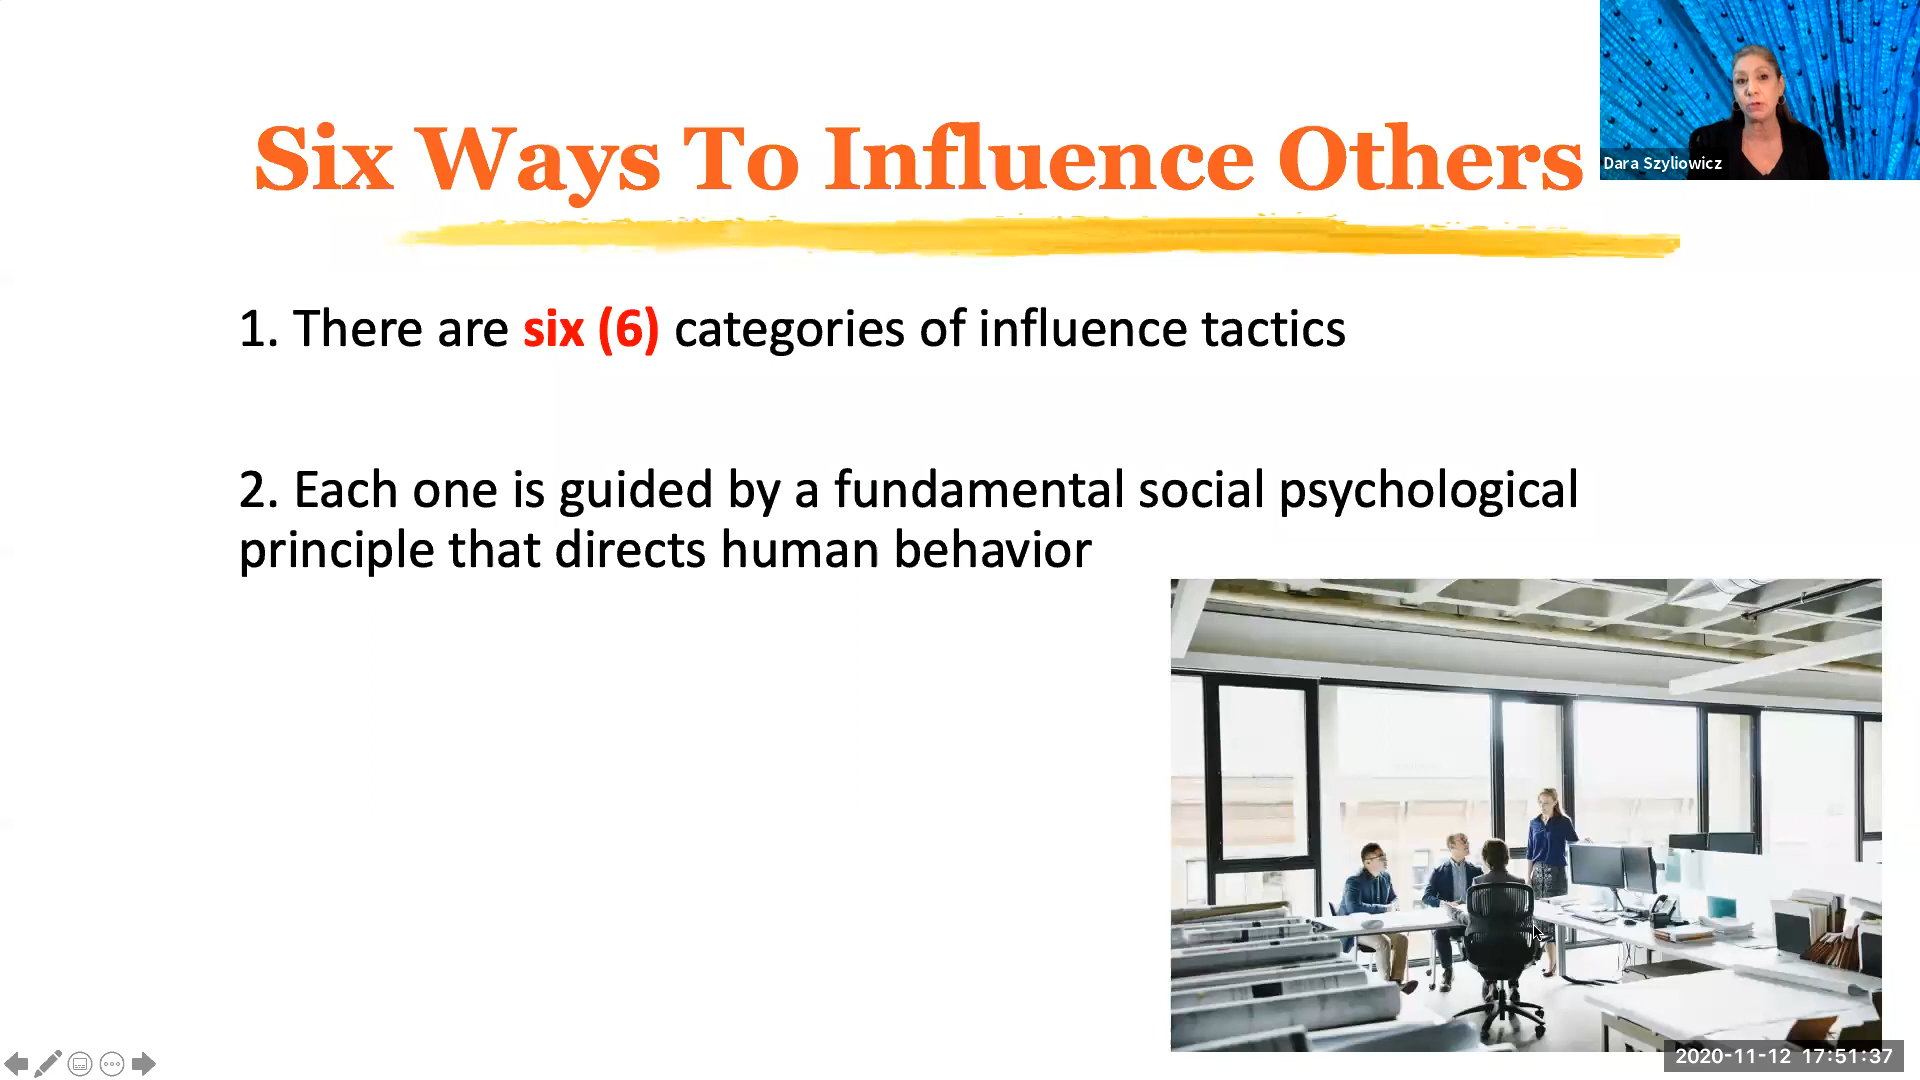 Six Ways To Influence Others
Dara Szyliowicz
1. There are six (6) categories of influence tactics
2. Each one is guided by a fundamental social psychological
principle that directs human behavior
2020-11-12 17:51:37